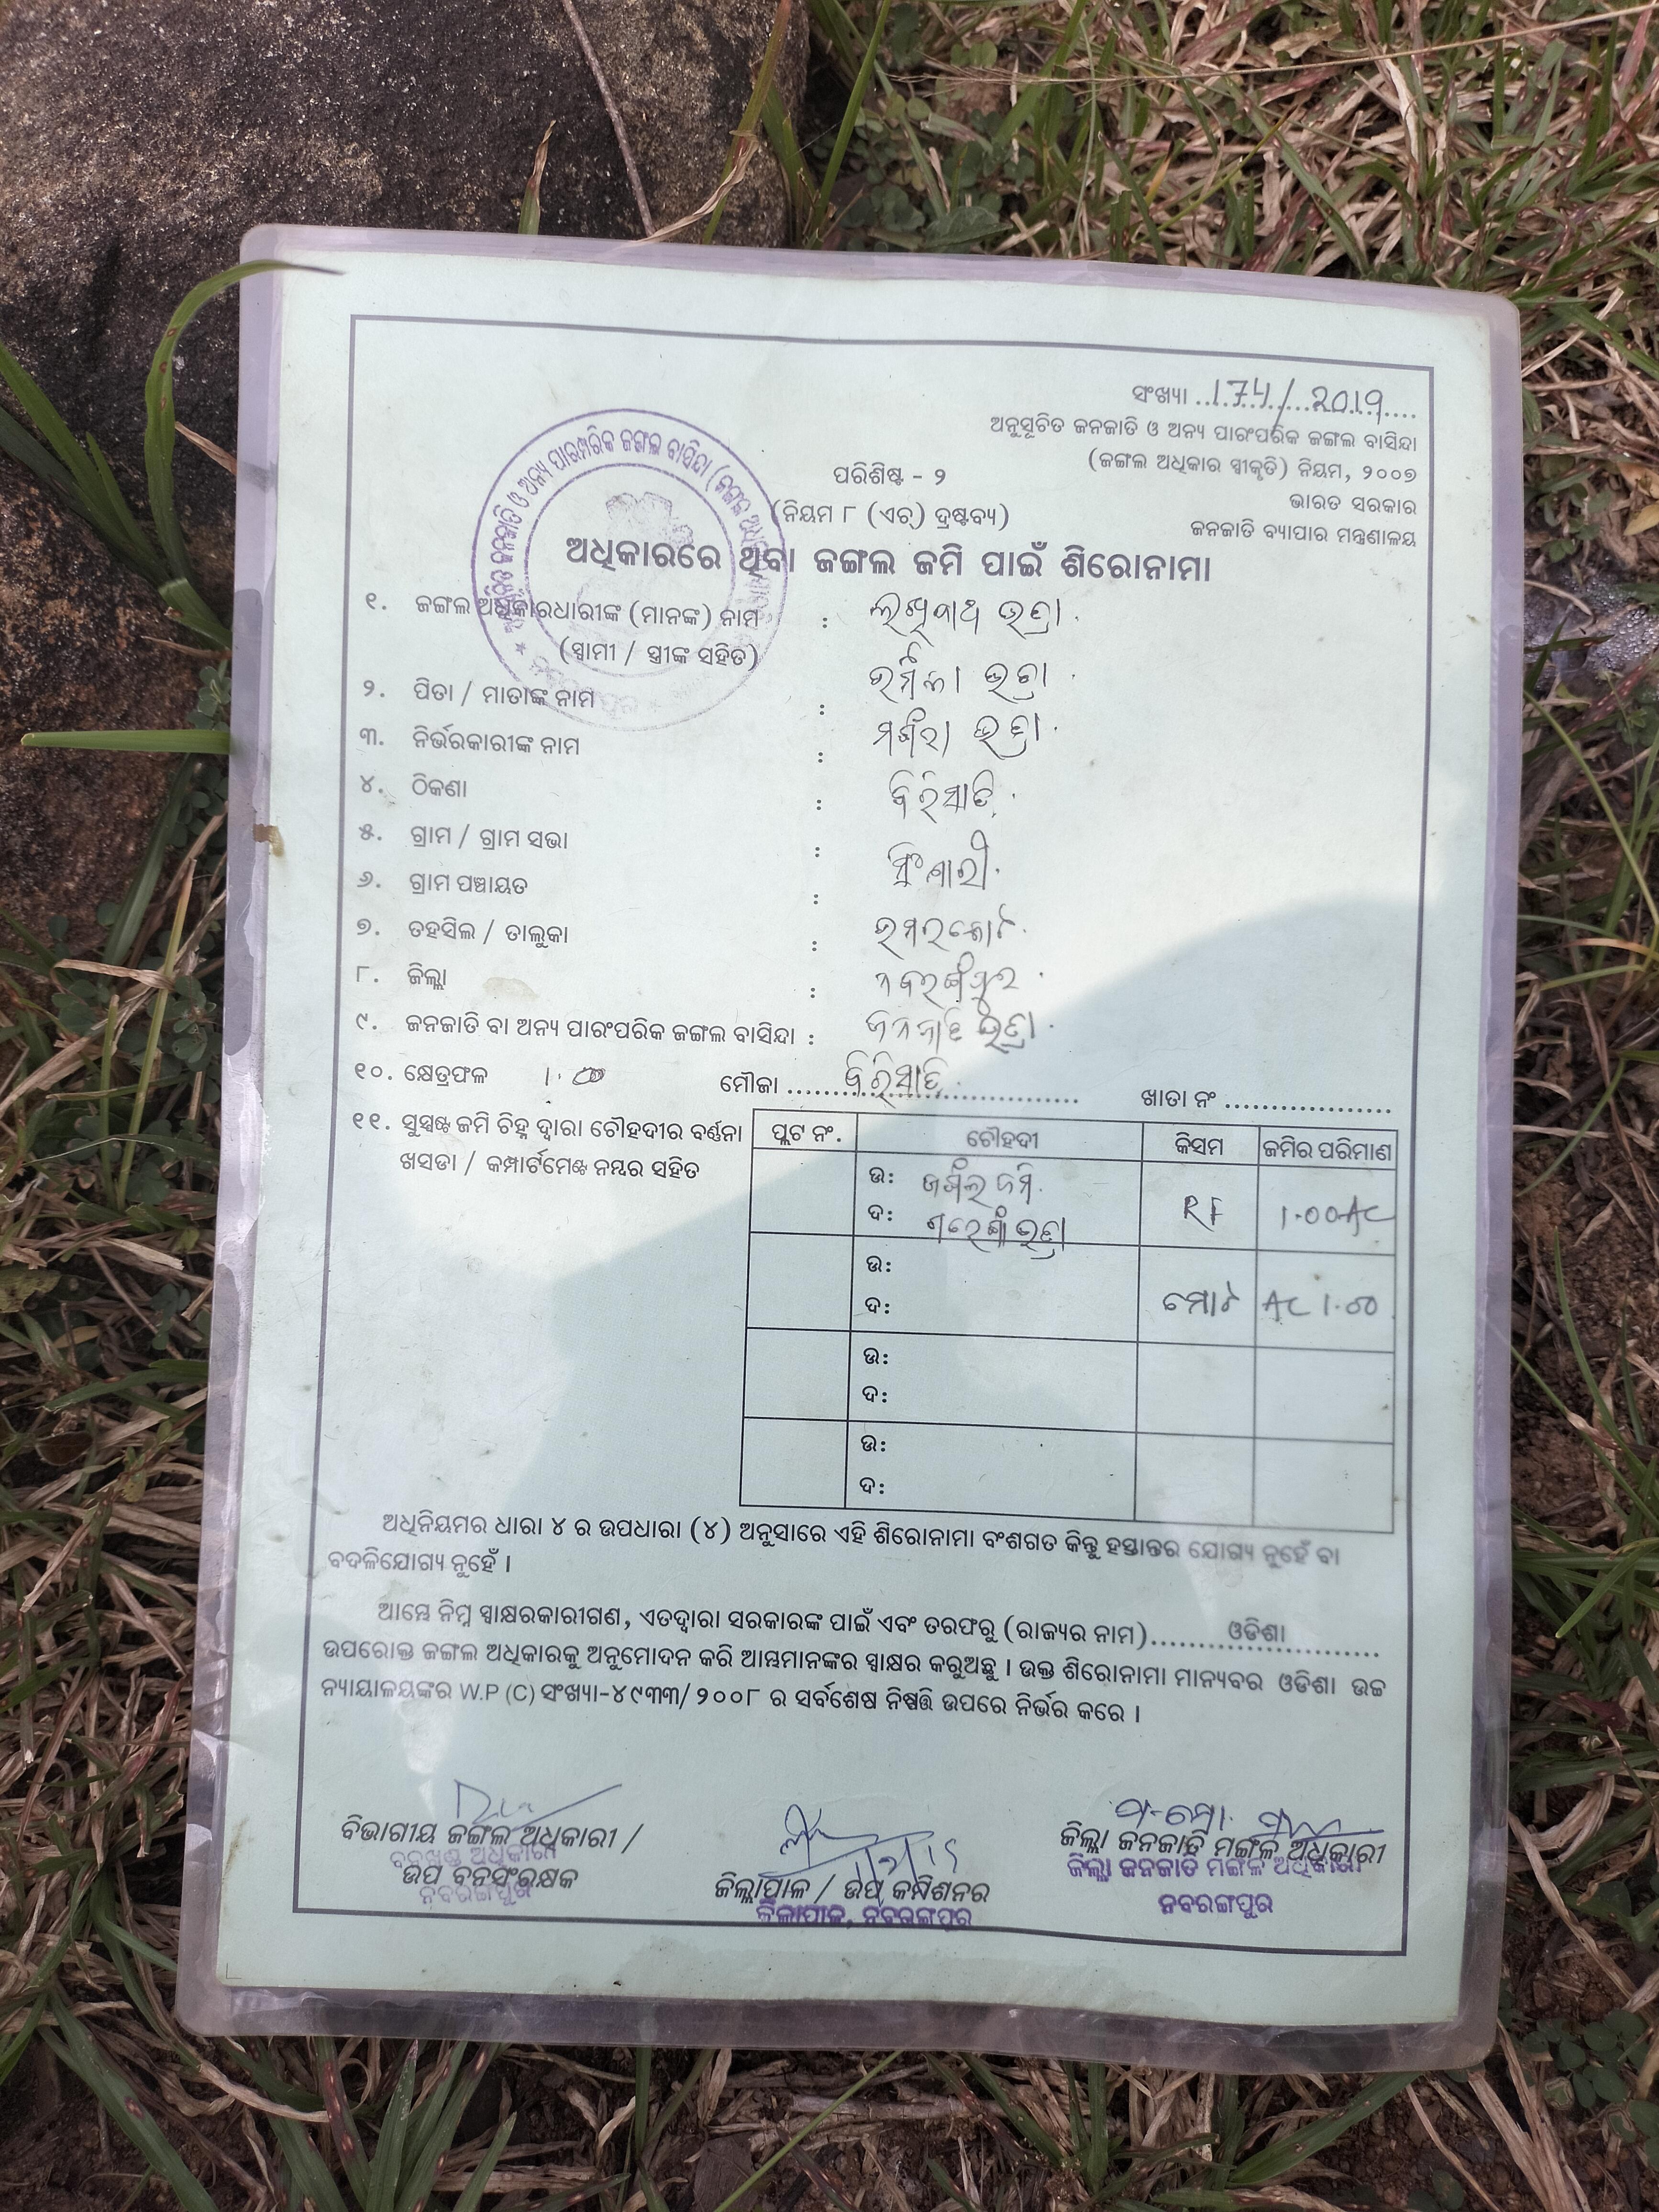 ସଂଖ୍ୟା ..174/2019....
ଅନୁସୂଚିତ ଜନଜାତି ଓ ଅନ୍ୟ ପାରଂପରିକ ଜଙ୍ଗଲ ବାସିନ୍ଦା
(ଜଙ୍ଗଲ ଅଧିକାର ସ୍ୱୀକୃତି) ନିୟମ, ୨୦୦୭
ଭାରତ ସରକାର
ଜନଜାତି ବ୍ୟାପାର ମନ୍ତ୍ରଣାଳୟ
ପରିଶିଷ୍ଟ - ୨
(ନିୟମ ୮ (ଏଚ୍) ଦ୍ରଷ୍ଟବ୍ୟ)
ଅଧିକାରରେ ଥିବା ଜଙ୍ଗଲ ଜମି ପାଇଁ ଶିରୋନାମା
୧. ଜଙ୍ଗଲ ଅଧିକାରଧାରୀଙ୍କ (ମାନଙ୍କ) ନାମ : ଭତ୍ରା
(ସ୍ୱାମୀ / ସ୍ତ୍ରୀଙ୍କ ସହିତ) ଉର୍ମିଳା ଭତ୍ରା
୨. ପିତା / ମାତାଙ୍କ ନାମ : ଭତ୍ରା
୩. ନିର୍ଭରକାରୀଙ୍କ ନାମ :
୪. ଠିକଣା : ବିରିସାଡି
୫. ଗ୍ରାମ / ଗ୍ରାମ ସଭା :
୬. ଗ୍ରାମ ପଞ୍ଚାୟତ :
୭. ତହସିଲ / ତାଲୁକା : ଉମରକୋଟ
୮. ଜିଲ୍ଲା : ନବରଙ୍ଗପୁର
୯. ଜନଜାତି ବା ଅନ୍ୟ ପାରଂପରିକ ଜଙ୍ଗଲ ବାସିନ୍ଦା : ଜନଜାତି ଭତ୍ରା
୧୦. କ୍ଷେତ୍ରଫଳ 1.00 ମୌଜା ......ବିରିସାଡି...... ଖାତା ନଂ ..................
୧୧. ସୁସ୍ପଷ୍ଟ ଜମି ଚିହ୍ନ ଦ୍ୱାରା ଚୌହଦୀର ବର୍ଣ୍ଣନା
ଖସଡା / କମ୍ପାର୍ଟମେଣ୍ଟ ନମ୍ବର ସହିତ
ପ୍ଲଟ ନଂ. ଚୌହଦୀ କିସମ ଜମିର ପରିମାଣ
ଉ: ଜଙ୍ଗଲ ଜମି RF 1.00AC
ଦ: ଭତ୍ରା
ଉ:
ଦ: ମୋଟ AC 1.00
ଉ:
ଦ:
ଉ:
ଦ:
ଅଧିନିୟମର ଧାରା ୪ ର ଉପଧାରା (୪) ଅନୁସାରେ ଏହି ଶିରୋନାମା ବଂଶଗତ କିନ୍ତୁ ହସ୍ତାନ୍ତର ଯୋଗ୍ୟ ନୁହେଁ ବା
ବଦଳିଯୋଗ୍ୟ ନୁହେଁ ।
ଆମ୍ଭେ ନିମ୍ନ ସ୍ୱାକ୍ଷରକାରୀଗଣ, ଏତଦ୍ଦ୍ୱାରା ସରକାରଙ୍କ ପାଇଁ ଏବଂ ତରଫରୁ (ରାଜ୍ୟର ନାମ)........ଓଡିଶା........
ଉପରୋକ୍ତ ଜଙ୍ଗଲ ଅଧିକାରକୁ ଅନୁମୋଦନ କରି ଆମ୍ଭମାନଙ୍କର ସ୍ୱାକ୍ଷର କରୁଅଛୁ । ଉକ୍ତ ଶିରୋନାମା ମାନ୍ୟବର ଓଡିଶା ଉଚ୍ଚ
ନ୍ୟାୟାଳୟଙ୍କର W.P (C) ସଂଖ୍ୟା-୪୯୩୩/୨୦୦୮ ର ସର୍ବଶେଷ ନିଷ୍ପତ୍ତି ଉପରେ ନିର୍ଭର କରେ ।
ବିଭାଗୀୟ ଜଙ୍ଗଲ ଅଧିକାରୀ /
ବନଖଣ୍ଡ ଅଧିକାରୀ
ଉପ ବନସଂରକ୍ଷକ
ନବରଙ୍ଗପୁର
ଜିଲ୍ଲାପାଳ / ଉପ କମିଶନର
ଜିଲ୍ଲାପାଳ, ନବରଙ୍ଗପୁର
ଜିଲ୍ଲା ଜନଜାତି ମଙ୍ଗଳ ଅଧିକାରୀ
ଜିଲ୍ଲା ଜନଜାତି ମଙ୍ଗଳ ଅଧିକାରୀ
ନବରଙ୍ଗପୁର